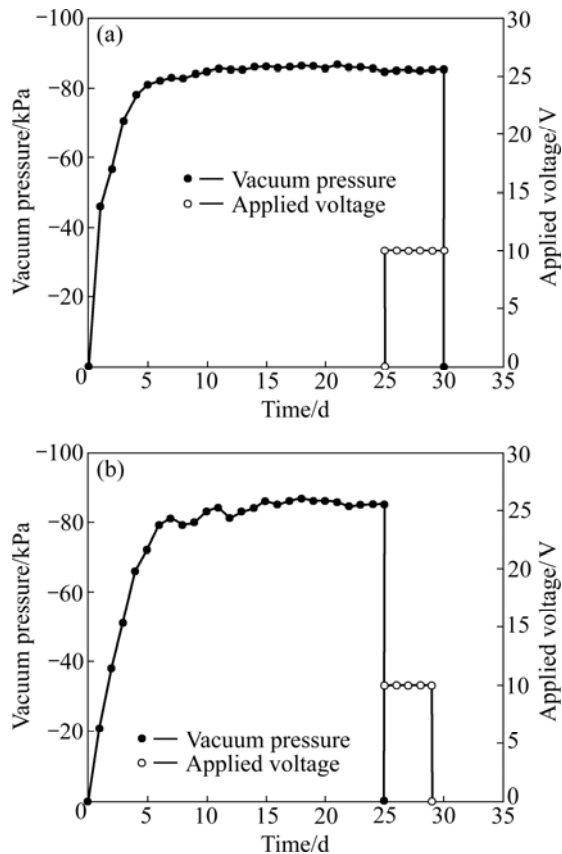 (a)
Vacuum pressure/kPa
−100
−80
−60
−40
−20
0
Vacuum pressure
Applied voltage
30
25
20
15
10
5
0
Applied voltage/V
5 10 15 20 25 30 35
Time/d
(b)
Vacuum pressure/kPa
−100
−80
−60
−40
−20
0
Vacuum pressure
Applied voltage
30
25
20
15
10
5
0
Applied voltage/V
5 10 15 20 25 30 35
Time/d